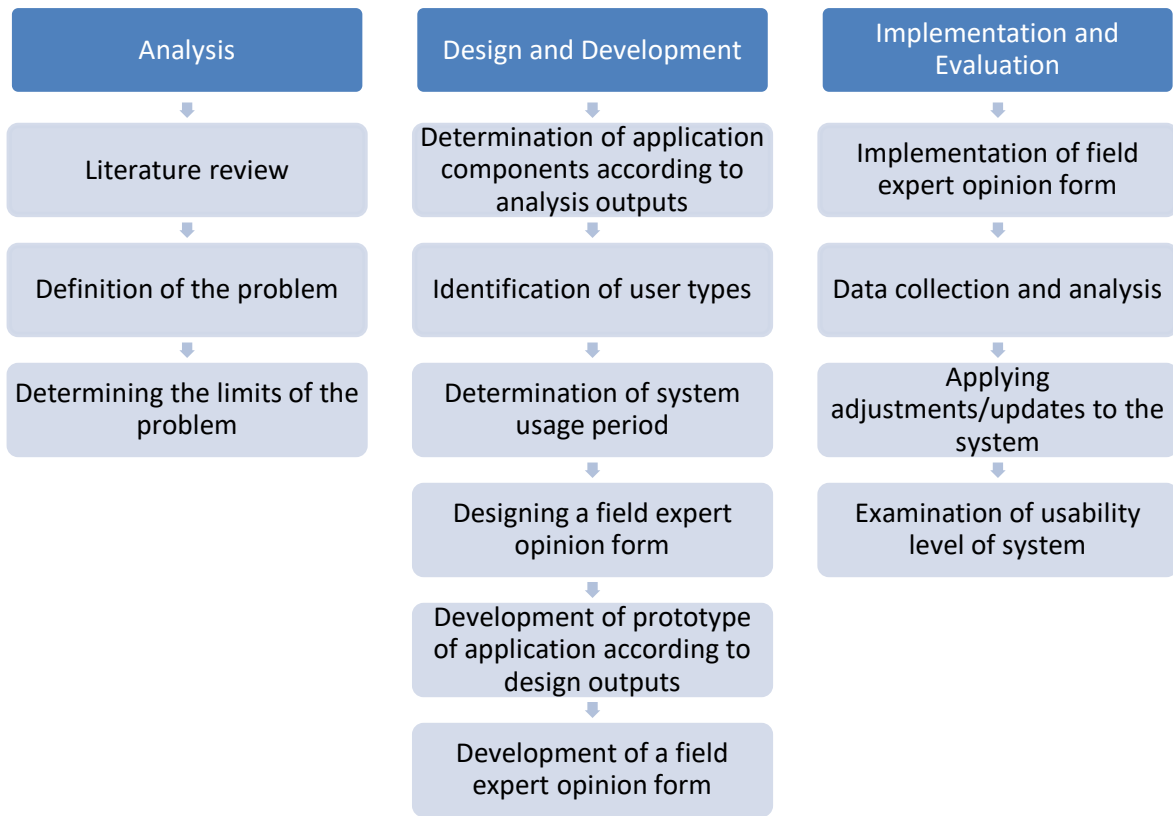 Analysis
Literature review
Definition of the problem
Determining the limits of the
problem
Design and Development
Determination of application
components according to
analysis outputs
Identification of user types
Determination of system
usage period
Designing a field expert
opinion form
Development of prototype
of application according to
design outputs
Development of a field
expert opinion form
Implementation and
Evaluation
Implementation of field
expert opinion form
Data collection and analysis
Applying
adjustments/updates to the
system
Examination of usability
level of system